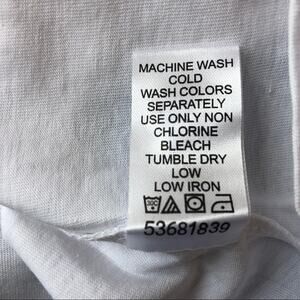 MACHINE WASH
COLD
WASH COLORS
SEPARATELY
USE ONLY NON
CHLORINE
BLEACH
TUMBLE DRY
LOW
LOW IRON
53681839